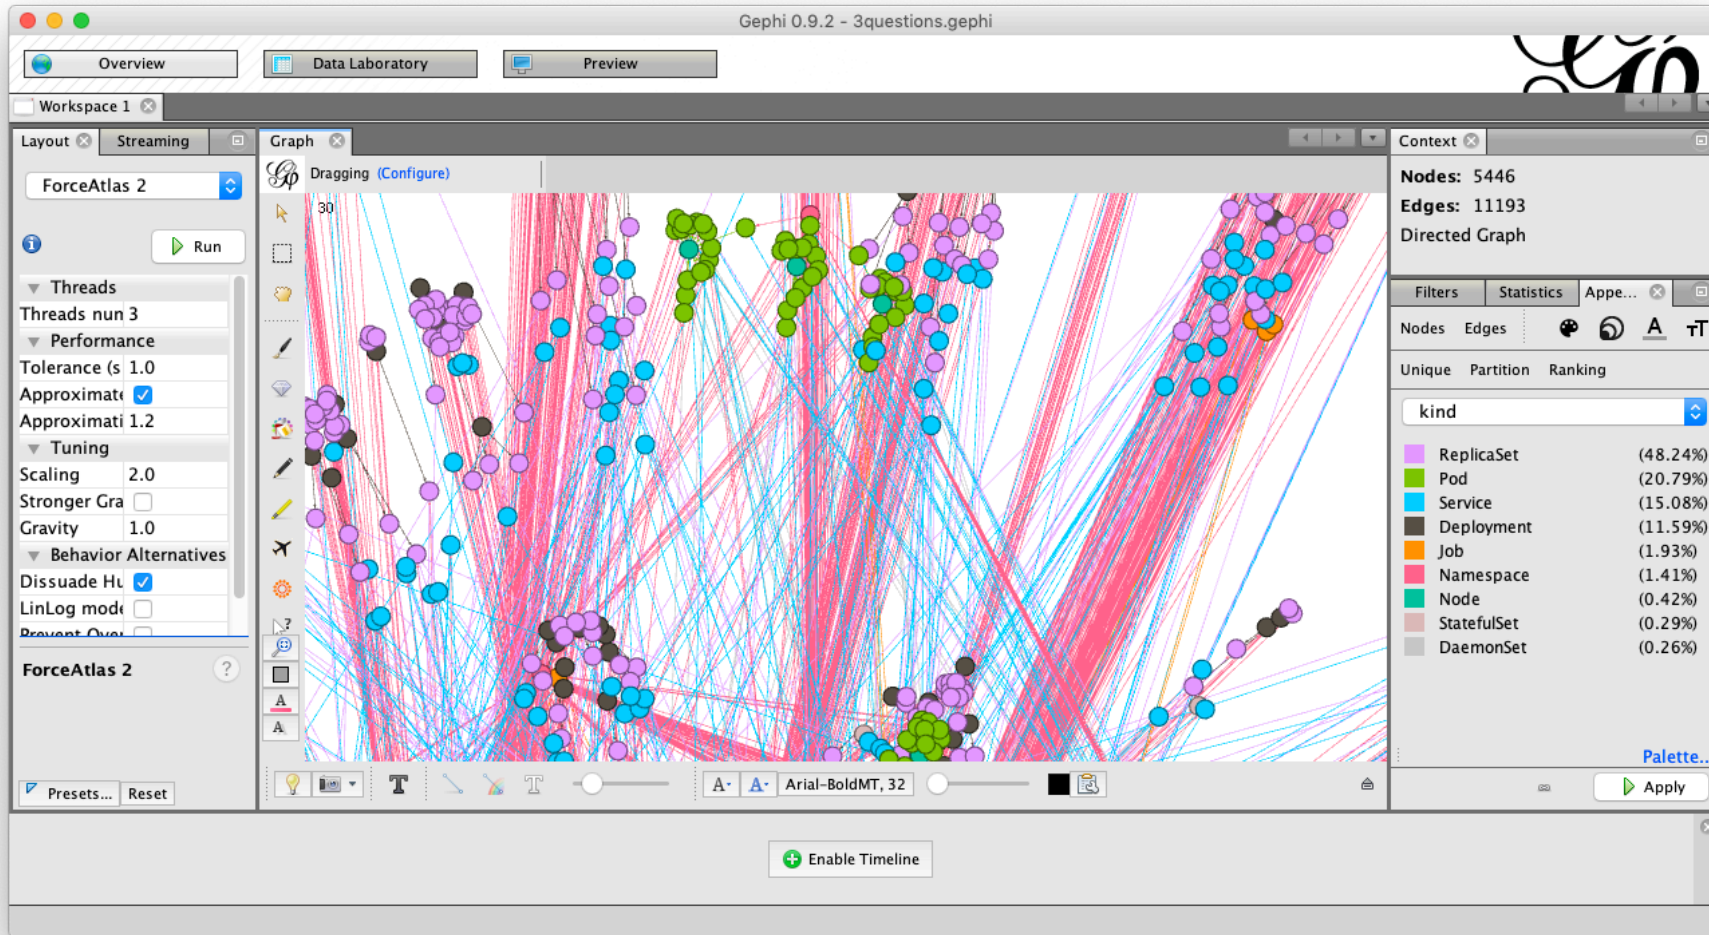 Gephi 0.9.2 - 3questions.gephi
Overview
Data Laboratory
Preview
Workspace 1
Layout
Streaming
Graph
Context
Dragging (Configure)
ForceAtlas 2
Nodes: 5446
Edges: 11193
Directed Graph
30
Run
Threads
Threads nun 3
Performance
Tolerance (s 1.0
Approximate
Approximati 1.2
Tuning
Scaling 2.0
Stronger Gra
Gravity 1.0
Behavior Alternatives
Dissuade Hu
LinLog mode
Prevent Over
ForceAtlas 2
?
Presets...
Reset
Filters
Statistics
Appe...
Nodes
Edges
A
TT
Unique
Partition
Ranking
kind
ReplicaSet (48.24%)
Pod (20.79%)
Service (15.08%)
Deployment (11.59%)
Job (1.93%)
Namespace (1.41%)
Node (0.42%)
StatefulSet (0.29%)
DaemonSet (0.26%)
Palette..
Apply
?
A
A
T
T
A-
A-
Arial-BoldMT, 32
Enable Timeline